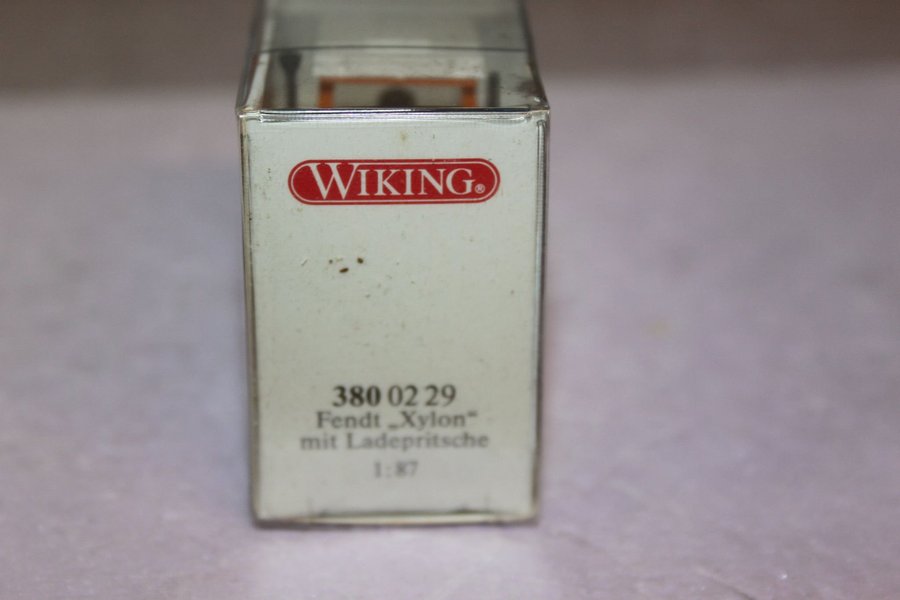 WIKING®
380 02 29
Fendt „Xylon“
mit Ladepritsche
1:87